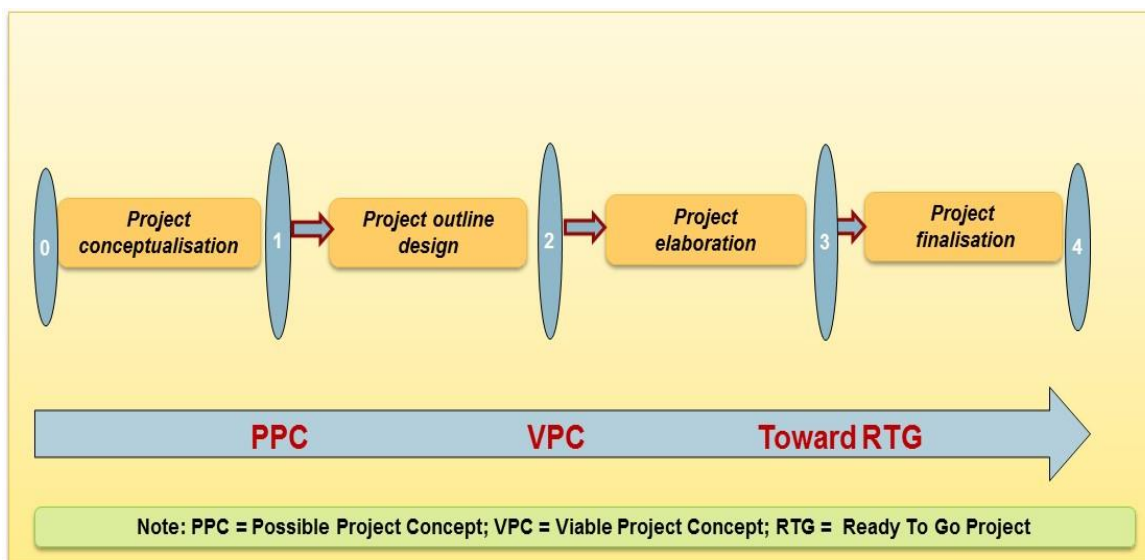 0
Project
conceptualisation
1
Project outline
design
2
Project
elaboration
3
Project
finalisation
4
PPC
VPC
Toward RTG
Note: PPC = Possible Project Concept; VPC = Viable Project Concept; RTG = Ready To Go Project